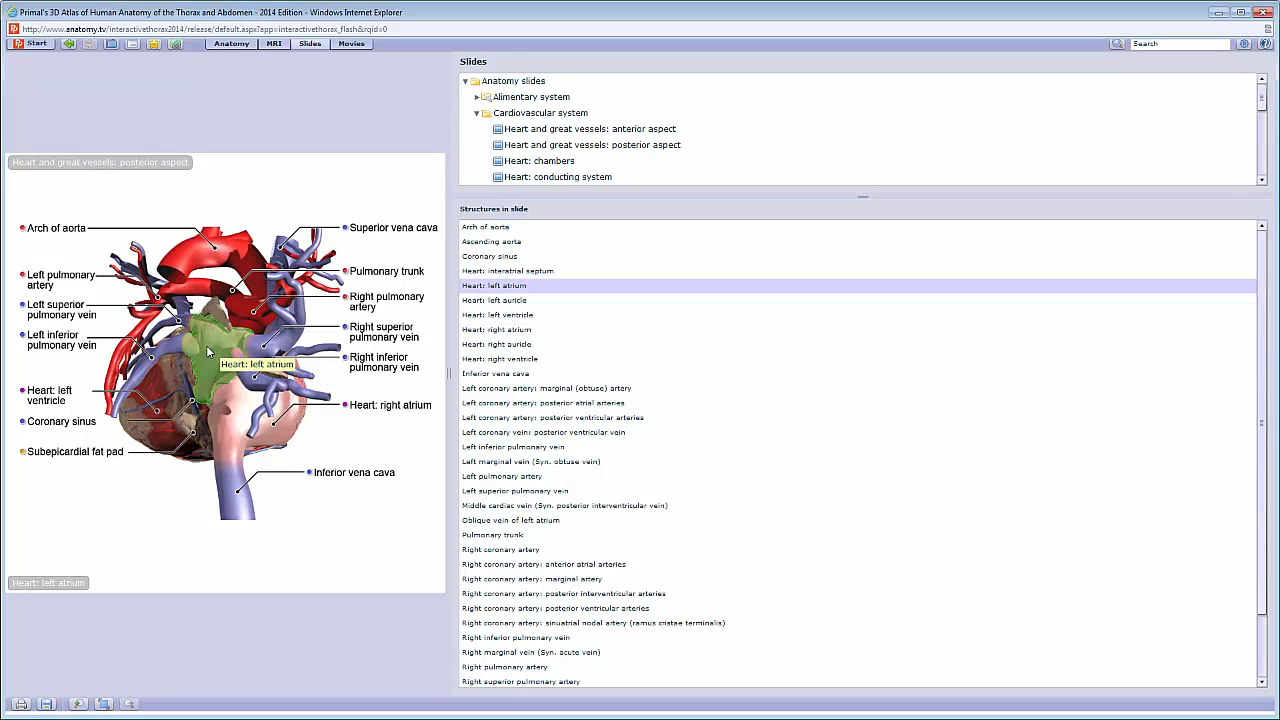 Primal's 3D Atlas of Human Anatomy of the Thorax and Abdomen - 2014 Edition - Windows Internet Explorer
http://www.anatomy.tv/interactivethorax2014/release/default.aspx?app=interactivethorax_flash&rqid=0
Start
Anatomy
MRI
Slides
Movies
Search
Heart and great vessels: posterior aspect
Arch of aorta
Left pulmonary
artery
Left superior
pulmonary vein
Left inferior
pulmonary vein
Heart: left
ventricle
Coronary sinus
Subepicardial fat pad
Superior vena cava
Pulmonary trunk
Right pulmonary
artery
Right superior
pulmonary vein
Right inferior
pulmonary vein
Heart: right atrium
Inferior vena cava
Heart: left atrium
Heart: left atrium
Slides
Anatomy slides
Alimentary system
Cardiovascular system
Heart and great vessels: anterior aspect
Heart and great vessels: posterior aspect
Heart: chambers
Heart: conducting system
Structures in slide
Arch of aorta
Ascending aorta
Coronary sinus
Heart: interatrial septum
Heart: left atrium
Heart: left auricle
Heart: left ventricle
Heart: right atrium
Heart: right auricle
Heart: right ventricle
Inferior vena cava
Left coronary artery: marginal (obtuse) artery
Left coronary artery: posterior atrial arteries
Left coronary artery: posterior ventricular arteries
Left coronary vein: posterior ventricular vein
Left inferior pulmonary vein
Left marginal vein (Syn. obtuse vein)
Left pulmonary artery
Left superior pulmonary vein
Middle cardiac vein (Syn. posterior interventricular vein)
Oblique vein of left atrium
Pulmonary trunk
Right coronary artery
Right coronary artery: anterior atrial arteries
Right coronary artery: marginal artery
Right coronary artery: posterior interventricular arteries
Right coronary artery: posterior ventricular arteries
Right coronary artery: sinuatrial nodal artery (ramus cristae terminalis)
Right inferior pulmonary vein
Right marginal vein (Syn. acute vein)
Right pulmonary artery
Right superior pulmonary artery